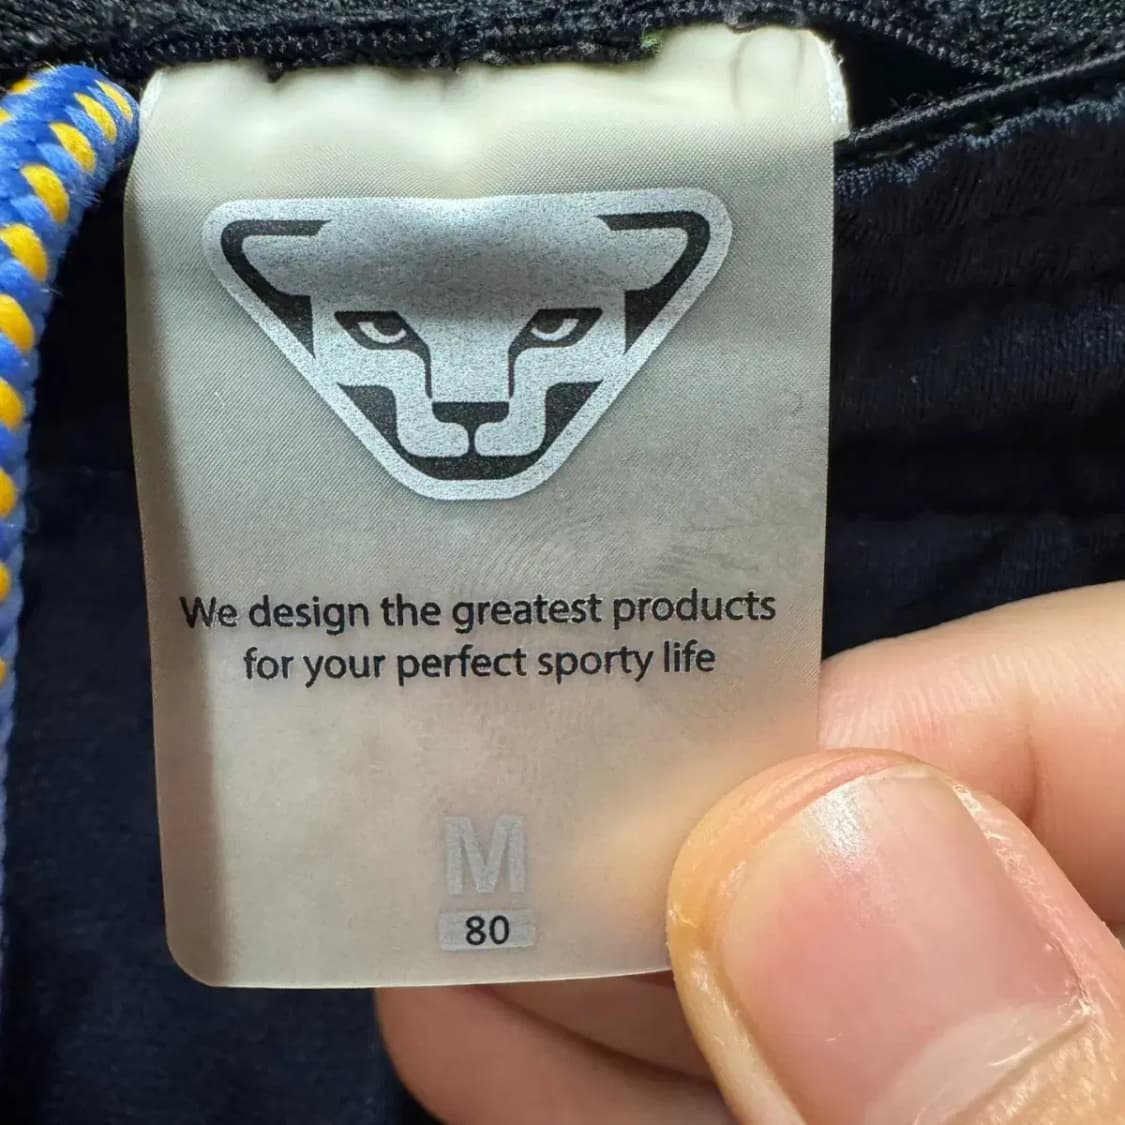 We design the greatest products
for your perfect sporty life
M
80